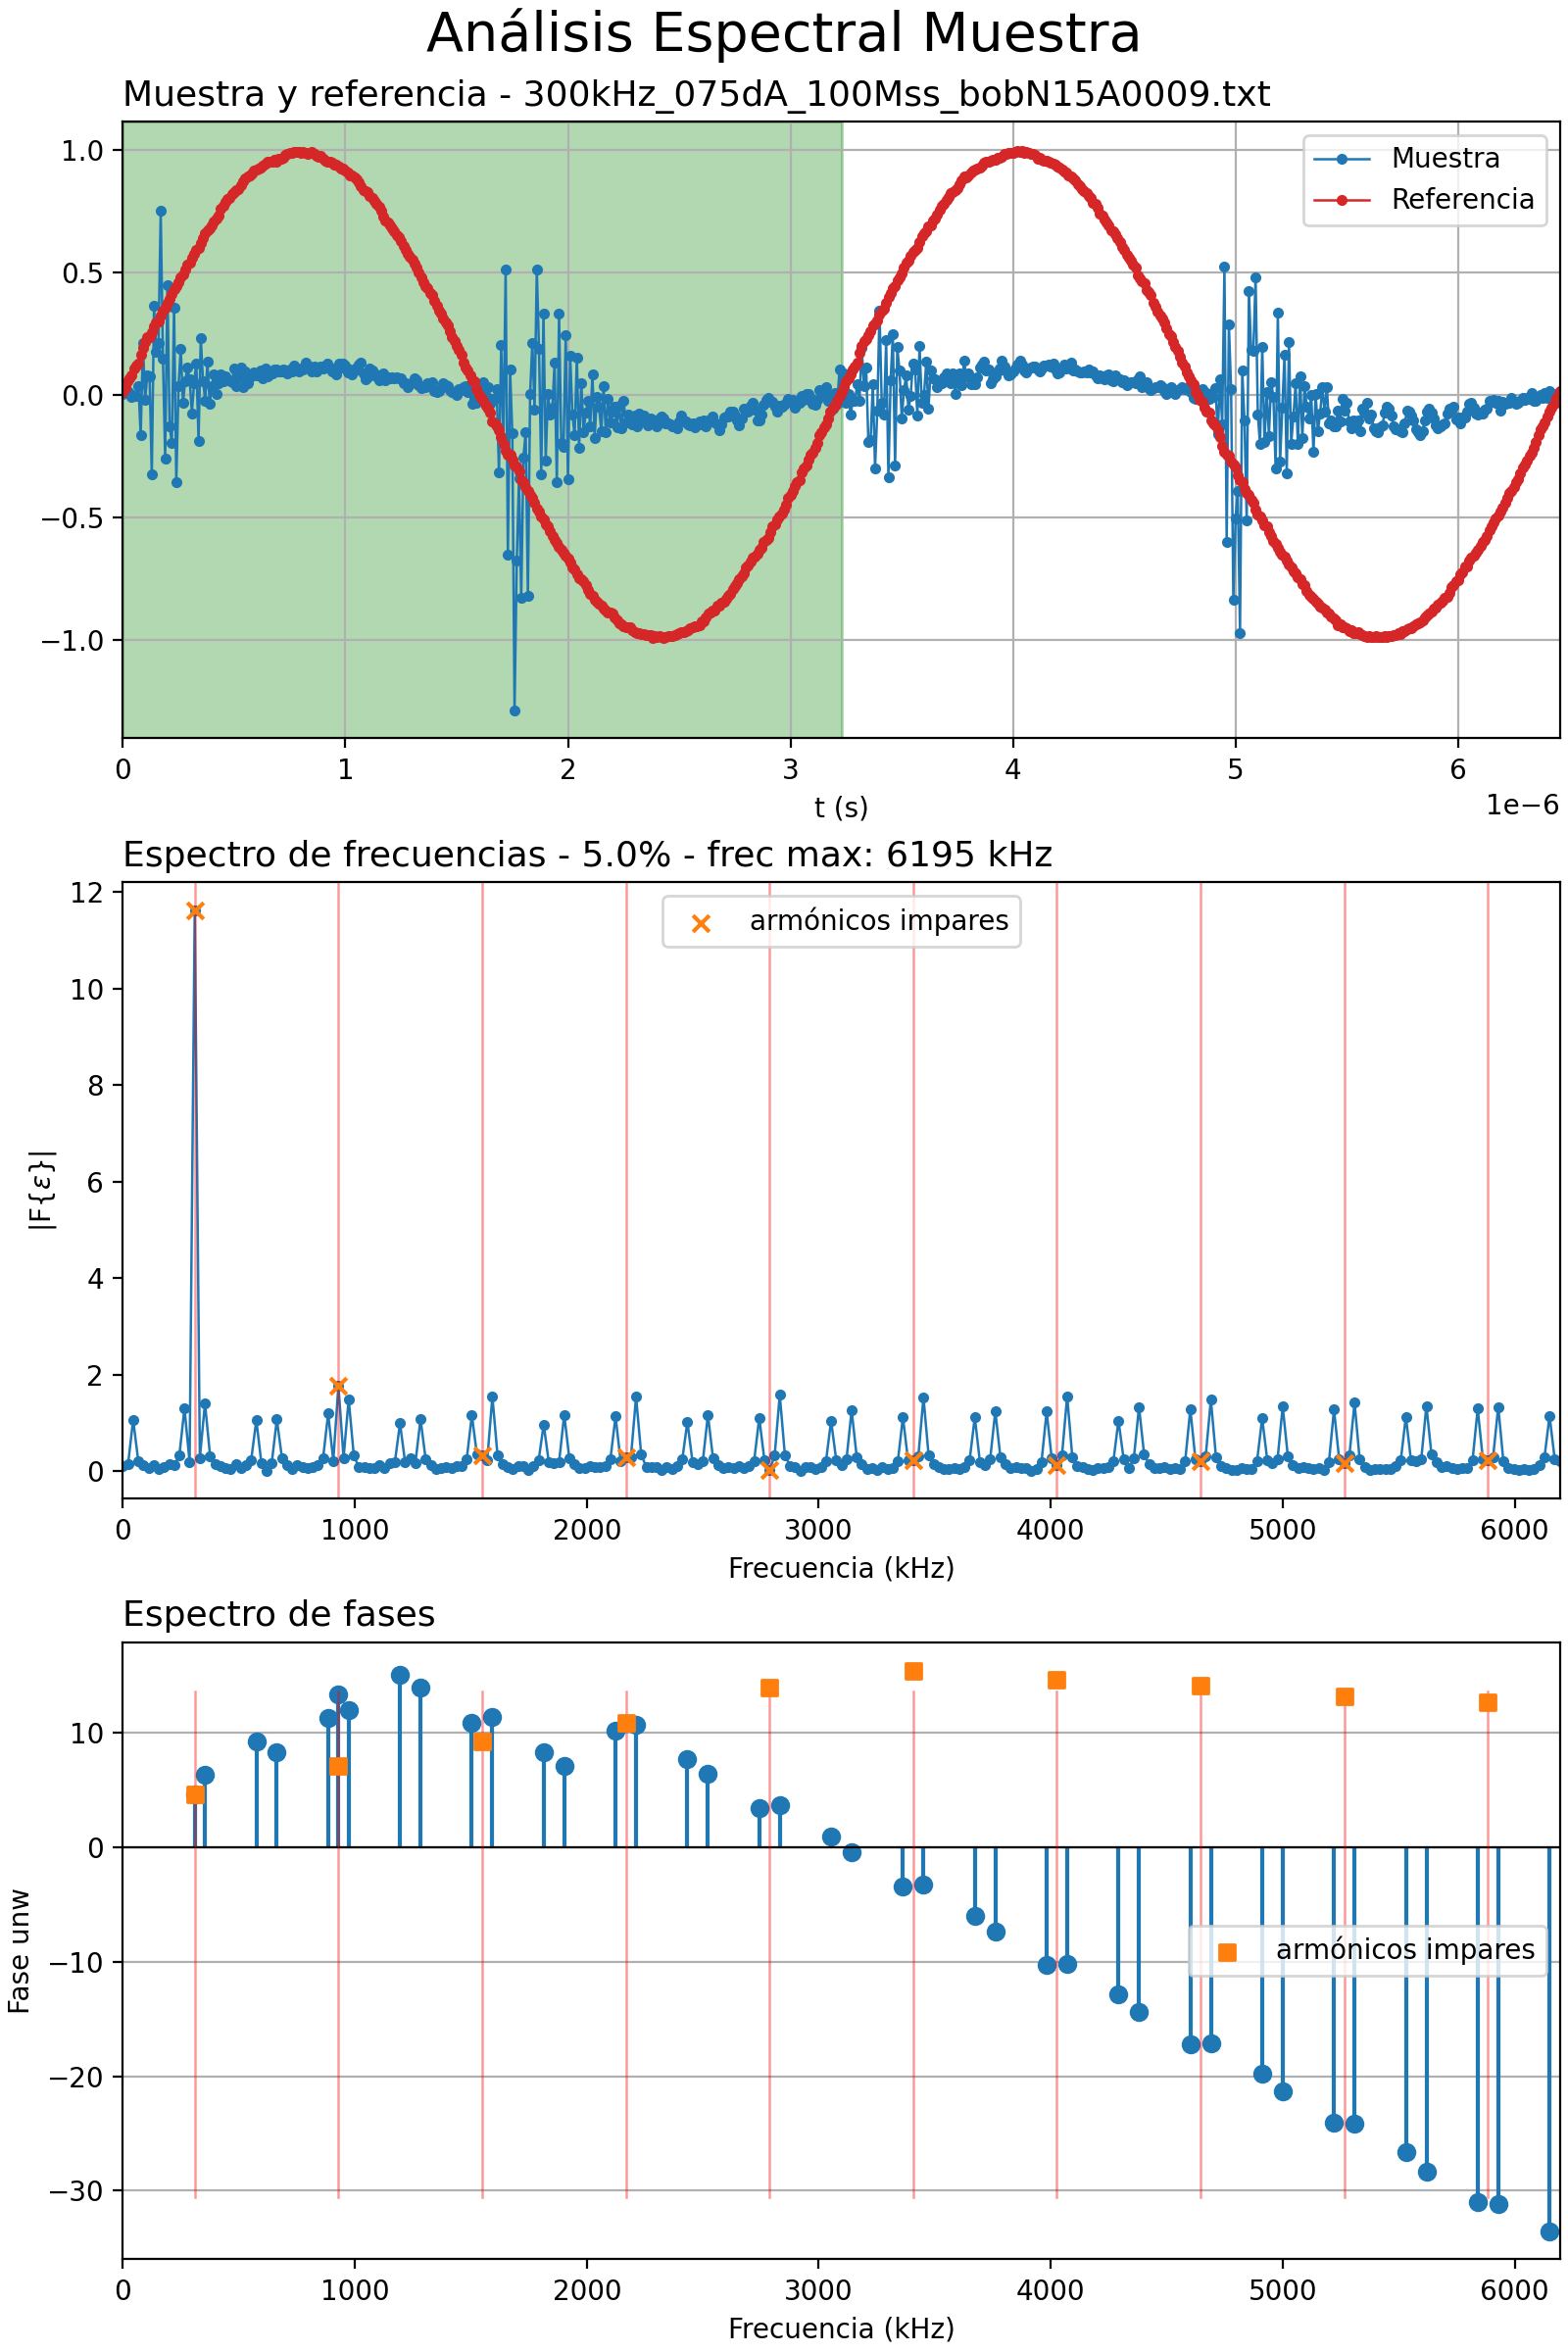 Análisis Espectral Muestra
Muestra y referencia - 300kHz_075dA_100Mss_bobN15A0009.txt
1.0
0.5
0.0
−0.5
−1.0
Muestra
Referencia
0 1 2 3 4 5 6
t (s)
1e−6
Espectro de frecuencias - 5.0% - frec max: 6195 kHz
12
10
8
6
4
2
0
|F{ε}|
armónicos impares
0 1000 2000 3000 4000 5000 6000
Frecuencia (kHz)
Espectro de fases
10
0
−10
−20
−30
Fase unw
armónicos impares
0 1000 2000 3000 4000 5000 6000
Frecuencia (kHz)